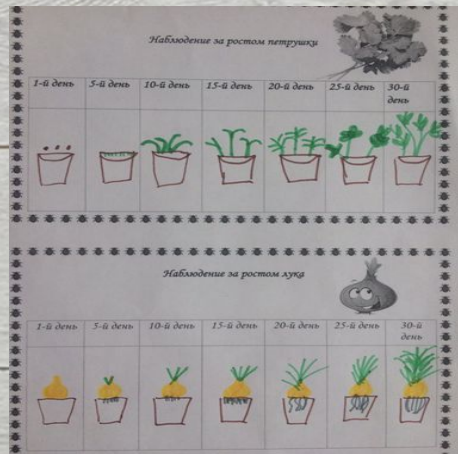 Наблюдение за ростом петрушки
1-й день 5-й день 10-й день 15-й день 20-й день 25-й день 30-й день
Наблюдение за ростом лука
1-й день 5-й день 10-й день 15-й день 20-й день 25-й день 30-й день